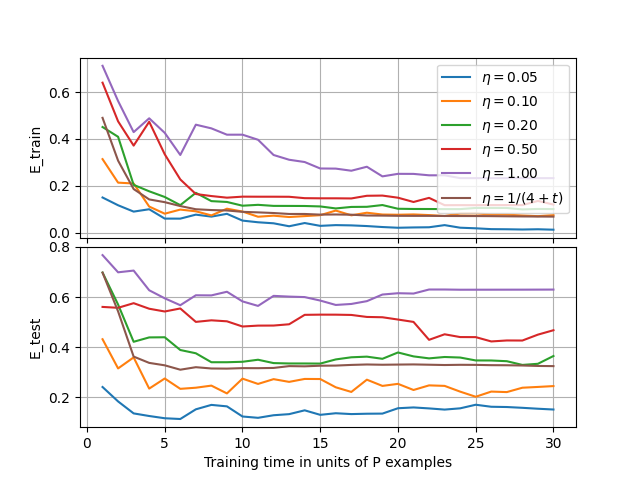 0.6
0.4
0.2
0.0
E_train
η = 0.05
η = 0.10
η = 0.20
η = 0.50
η = 1.00
η = 1/(4 + t)
0.8
0.6
0.4
0.2
E_test
0 5 10 15 20 25 30
Training time in units of P examples